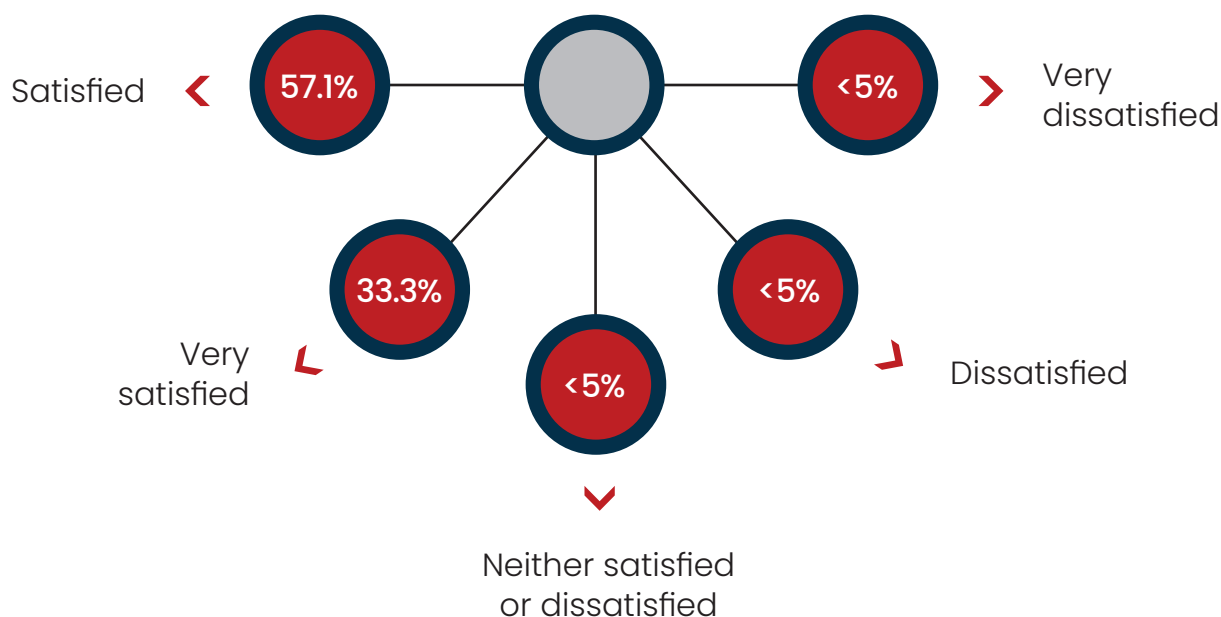 Satisfied
57.1%
<5%
Very
dissatisfied
33.3%
<5%
Very
satisfied
<5%
Dissatisfied
Neither satisfied
or dissatisfied